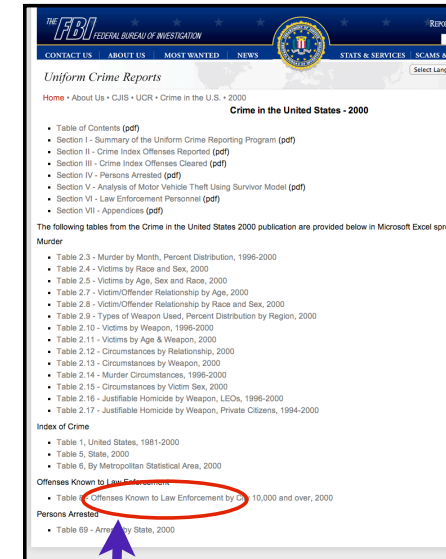 THE FBI FEDERAL BUREAU OF INVESTIGATION
CONTACT US ABOUT US MOST WANTED NEWS STATS & SERVICES SCAMS &
Uniform Crime Reports
Select Lang
Home • About Us • CJIS • UCR • Crime in the U.S. • 2000
Crime in the United States - 2000
Table of Contents (pdf)
Section I - Summary of the Uniform Crime Reporting Program (pdf)
Section II - Crime Index Offenses Reported (pdf)
Section III - Crime Index Offenses Cleared (pdf)
Section IV - Persons Arrested (pdf)
Section V - Analysis of Motor Vehicle Theft Using Survivor Model (pdf)
Section VI - Law Enforcement Personnel (pdf)
Section VII - Appendices (pdf)
The following tables from the Crime in the United States 2000 publication are provided below in Microsoft Excel spre
Murder
Table 2.3 - Murder by Month, Percent Distribution, 1996-2000
Table 2.4 - Victims by Race and Sex, 2000
Table 2.5 - Victims by Age, Sex and Race, 2000
Table 2.7 - Victim/Offender Relationship by Age, 2000
Table 2.8 - Victim/Offender Relationship by Race and Sex, 2000
Table 2.9 - Types of Weapon Used, Percent Distribution by Region, 2000
Table 2.10 - Victims by Weapon, 1996-2000
Table 2.11 - Victims by Age & Weapon, 2000
Table 2.12 - Circumstances by Relationship, 2000
Table 2.13 - Circumstances by Weapon, 2000
Table 2.14 - Murder Circumstances, 1996-2000
Table 2.15 - Circumstances by Victim Sex, 2000
Table 2.16 - Justifiable Homicide by Weapon, LEOs, 1996-2000
Table 2.17 - Justifiable Homicide by Weapon, Private Citizens, 1994-2000
Index of Crime
Table 1, United States, 1981-2000
Table 5, State, 2000
Table 6, By Metropolitan Statistical Area, 2000
Offenses Known to Law Enforcement
Table 8 - Offenses Known to Law Enforcement by City 10,000 and over, 2000
Persons Arrested
Table 69 - Arrest by State, 2000